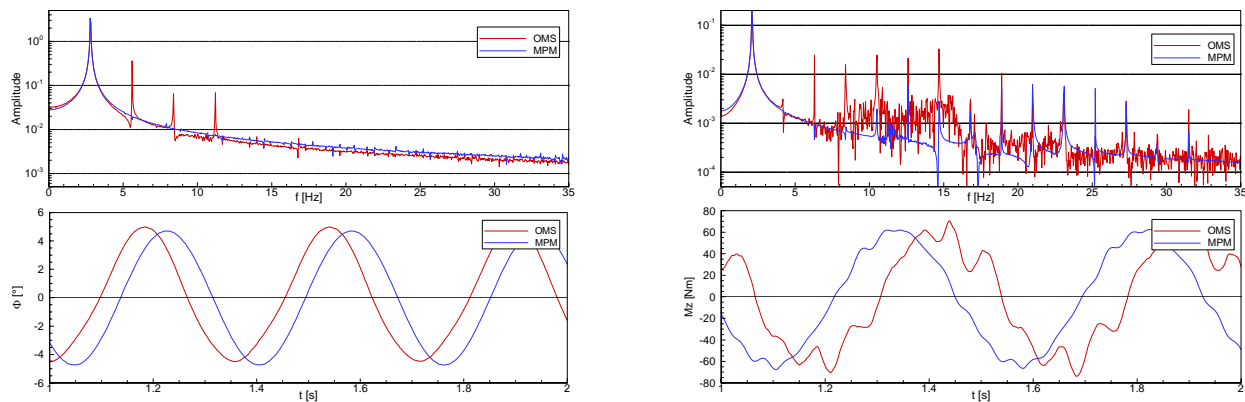 10⁰
10⁻¹
10⁻²
10⁻³
Amplitude
OMS
MPM
0 5 10 15 20 25 30 35
f [Hz]
6
4
2
0
-2
-4
-6
Φ [°]
OMS
MPM
1 1.2 1.4 1.6 1.8 2
t [s]
10⁻¹
10⁻²
10⁻³
10⁻⁴
Amplitude
OMS
MPM
0 5 10 15 20 25 30 35
f [Hz]
80
60
40
20
0
-20
-40
-60
-80
Mz [Nm]
OMS
MPM
1 1.2 1.4 1.6 1.8 2
t [s]